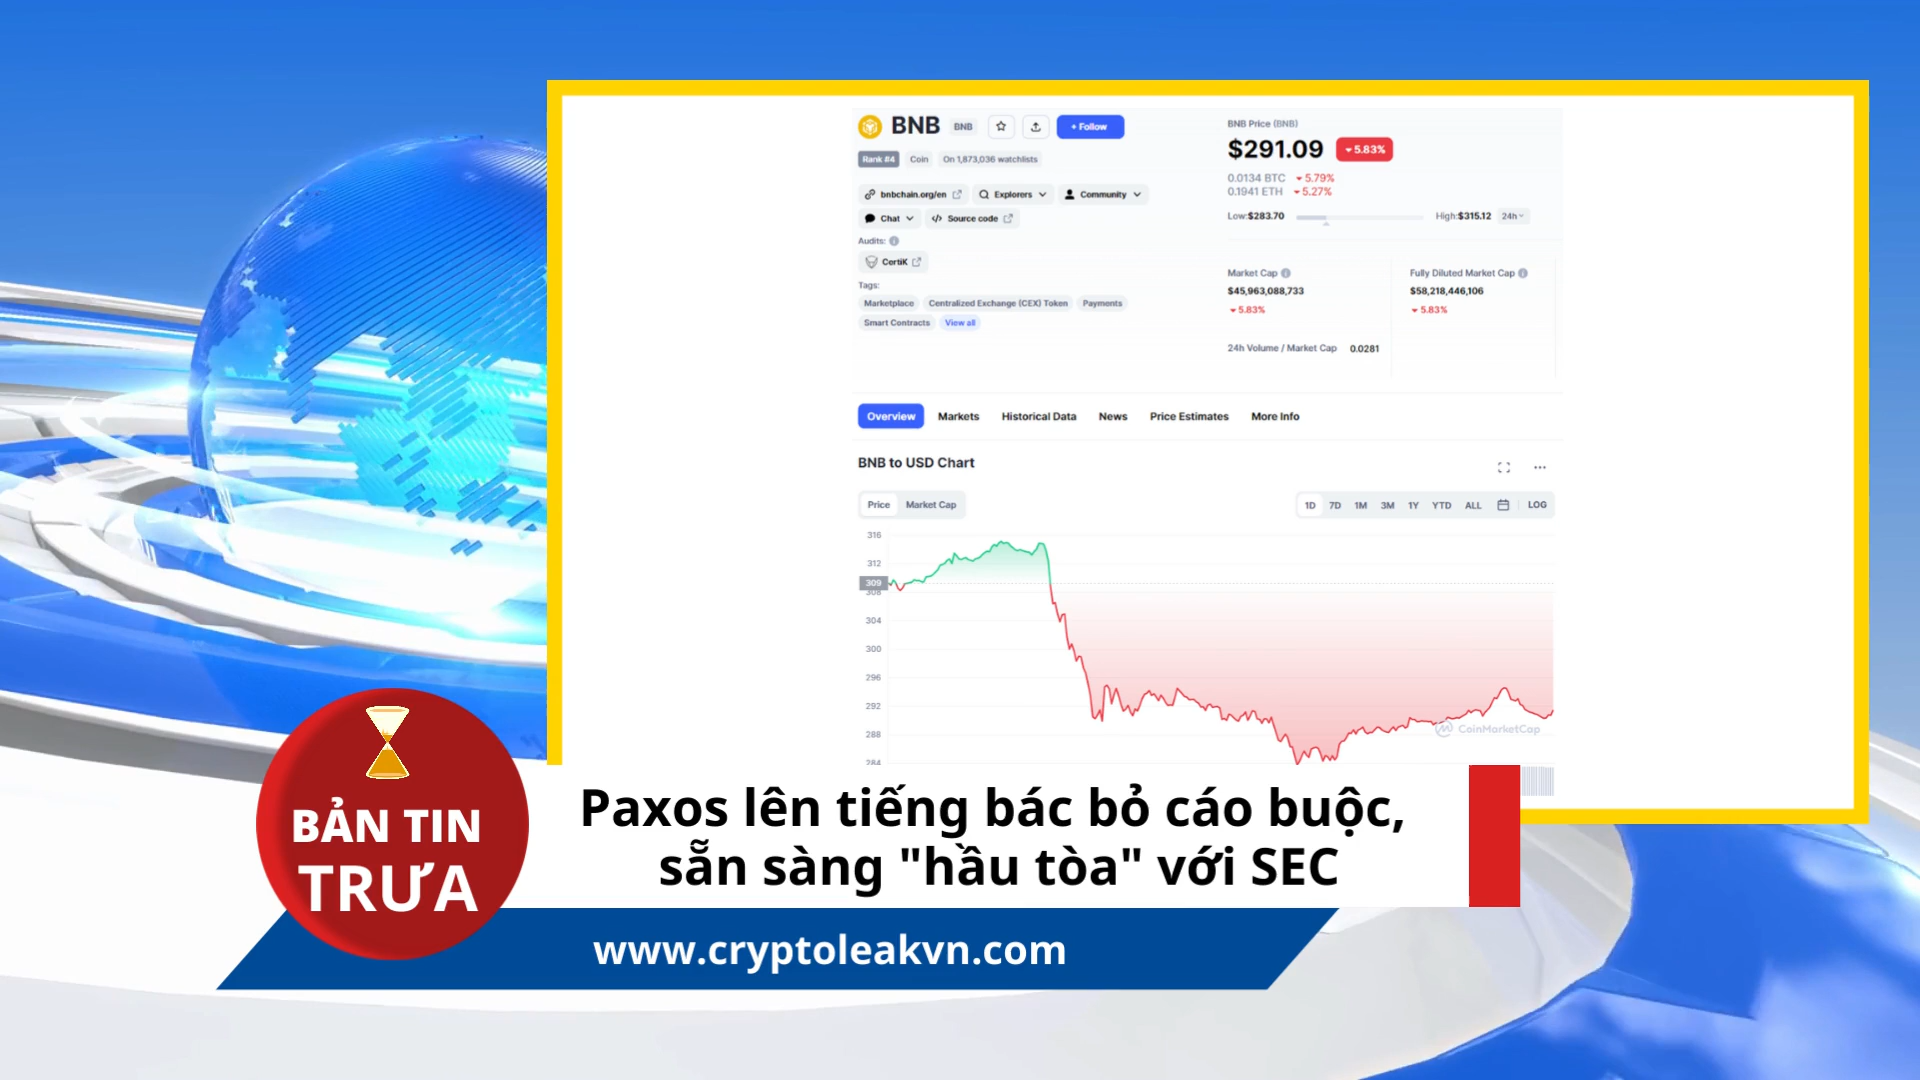 BNB BNB + Follow
Rank #4 Coin On 1,873,036 watchlists
bnbchain.org/en Explorers Community
Chat Source code
Audits:
CertiK
Tags:
Marketplace Centralized Exchange (CEX) Token Payments
Smart Contracts View all
BNB Price (BNB)
$291.09 5.83%
0.0134 BTC 5.79%
0.1941 ETH 5.27%
Low:$283.70 High:$315.12 24h
Market Cap Fully Diluted Market Cap
$45,963,088,733 $58,218,446,106
5.83% 5.83%
24h Volume / Market Cap 0.0281
Overview Markets Historical Data News Price Estimates More Info
BNB to USD Chart
Price Market Cap 1D 7D 1M 3M 1Y YTD ALL LOG
316
312
309
308
304
300
296
292
288
284
CoinMarketCap
BẢN TIN
TRƯA
Paxos lên tiếng bác bỏ cáo buộc,
sẵn sàng "hầu tòa" với SEC
www.cryptoleakvn.com